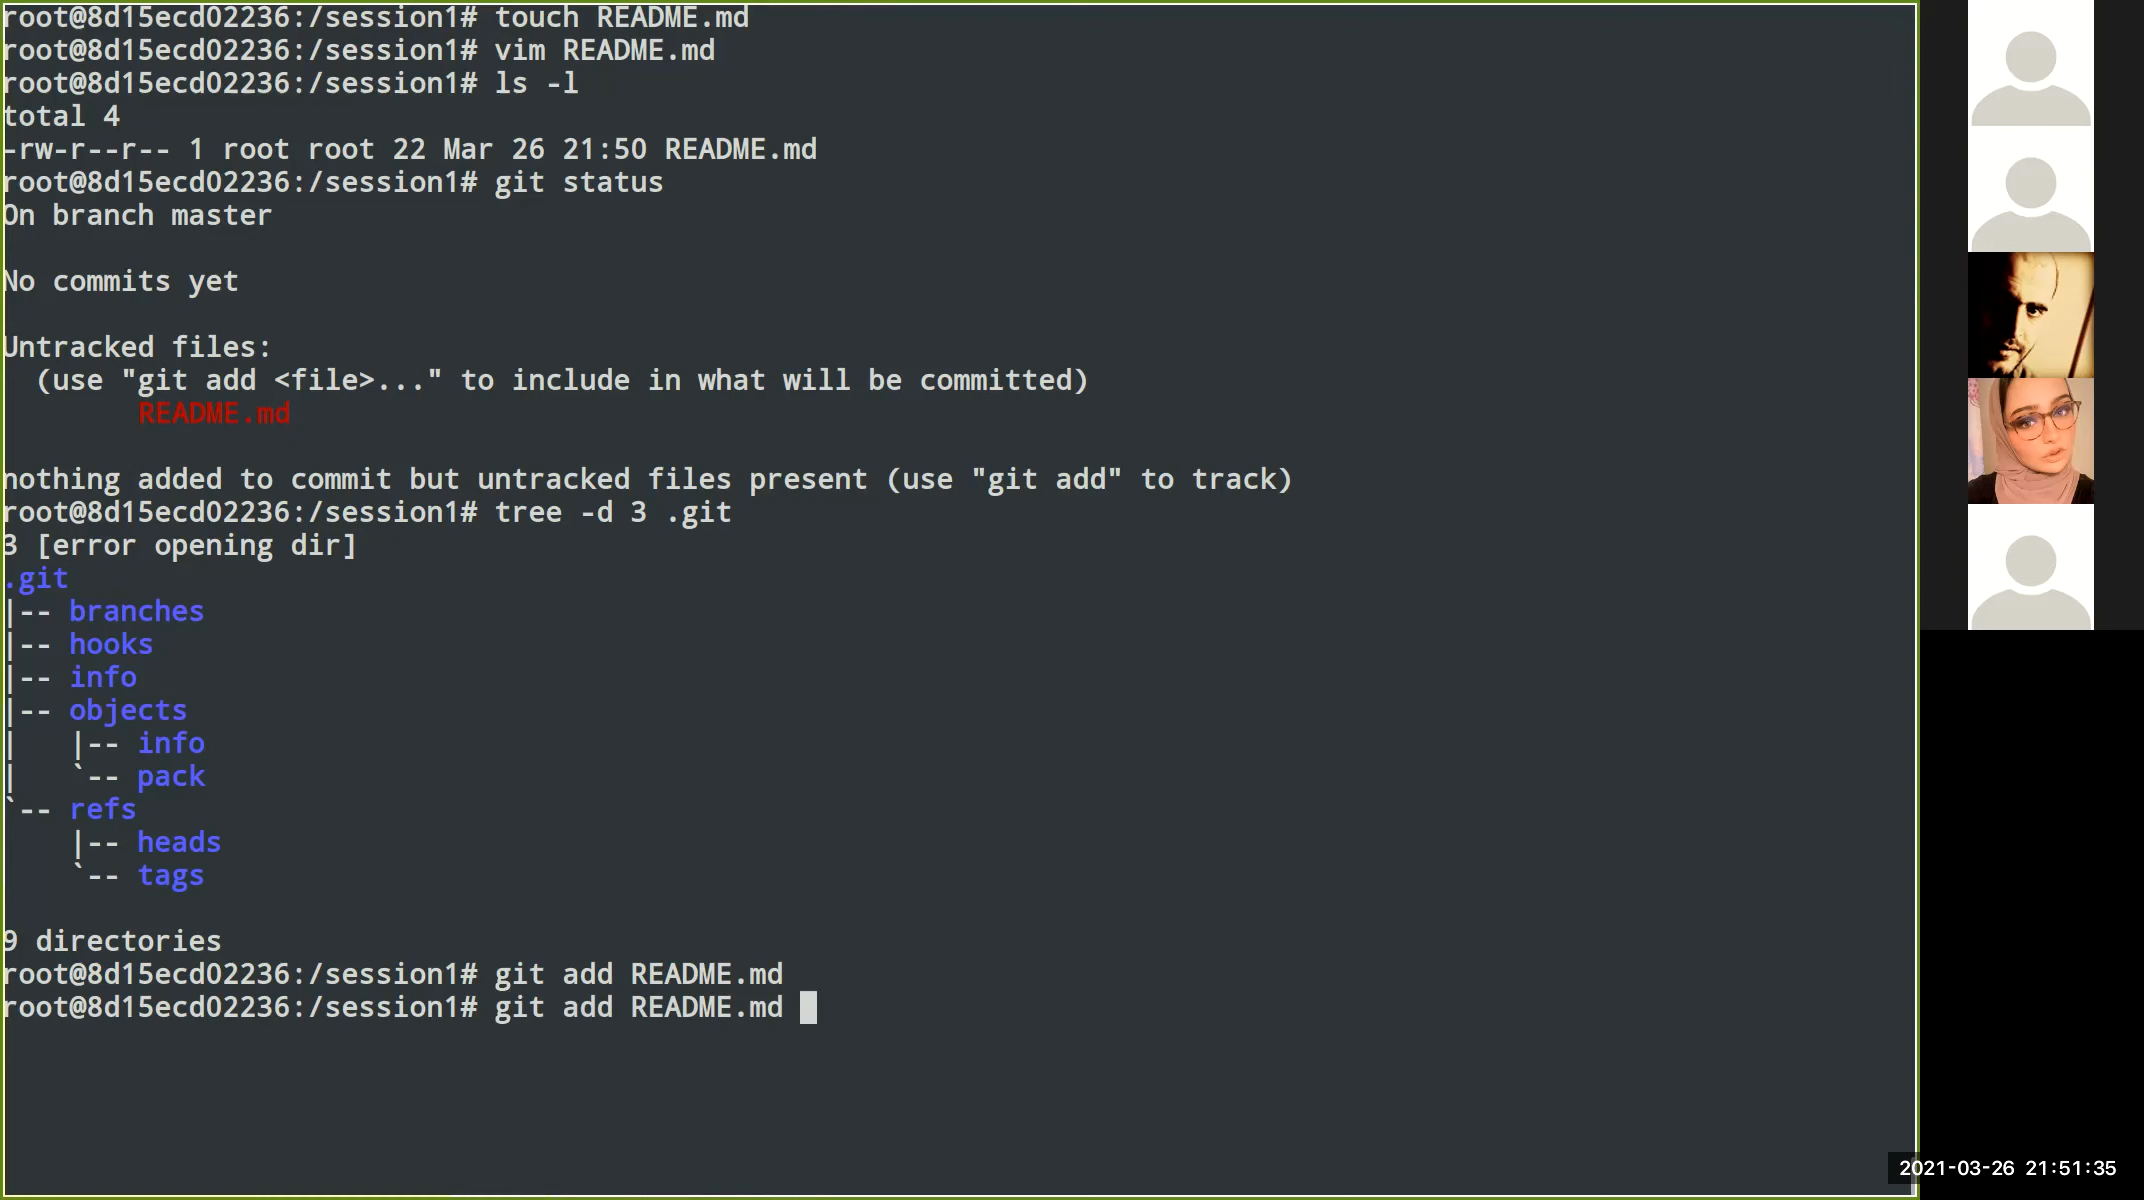 root@8d15ecd02236:/session1# touch README.md
root@8d15ecd02236:/session1# vim README.md
root@8d15ecd02236:/session1# ls -l
total 4
-rw-r--r-- 1 root root 22 Mar 26 21:50 README.md
root@8d15ecd02236:/session1# git status
On branch master
No commits yet
Untracked files:
  (use "git add <file>..." to include in what will be committed)
        README.md
nothing added to commit but untracked files present (use "git add" to track)
root@8d15ecd02236:/session1# tree -d 3 .git
3 [error opening dir]
.git
|-- branches
|-- hooks
|-- info
|-- objects
|   |-- info
|   `-- pack
`-- refs
    |-- heads
    `-- tags
9 directories
root@8d15ecd02236:/session1# git add README.md
root@8d15ecd02236:/session1# git add README.md
2021-03-26 21:51:35